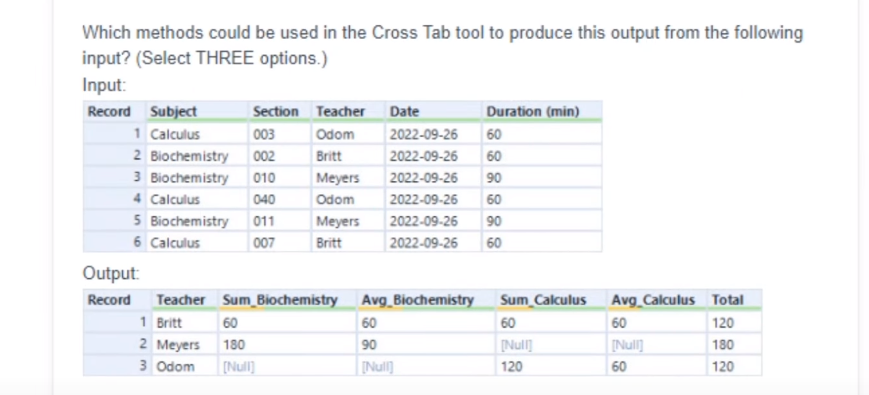 Which methods could be used in the Cross Tab tool to produce this output from the following
input? (Select THREE options.)
Input:
Record Subject Section Teacher Date Duration (min)
1 Calculus 003 Odom 2022-09-26 60
2 Biochemistry 002 Britt 2022-09-26 60
3 Biochemistry 010 Meyers 2022-09-26 90
4 Calculus 040 Odom 2022-09-26 60
5 Biochemistry 011 Meyers 2022-09-26 90
6 Calculus 007 Britt 2022-09-26 60
Output:
Record Teacher Sum_Biochemistry Avg_Biochemistry Sum_Calculus Avg_Calculus Total
1 Britt 60 60 60 60 120
2 Meyers 180 90 [Null] [Null] 180
3 Odom [Null] [Null] 120 60 120